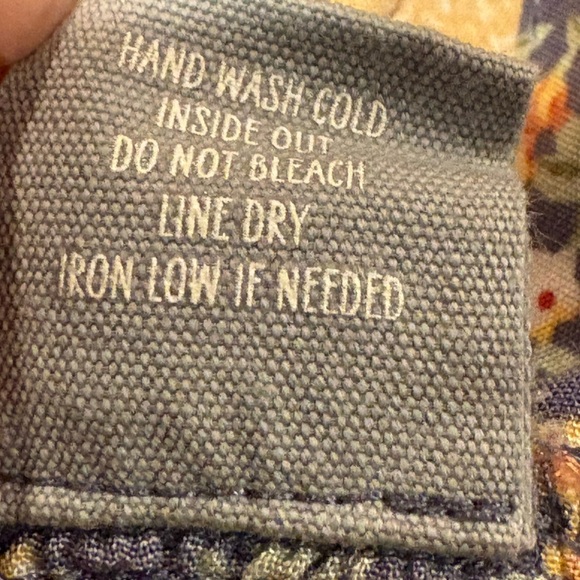 HAND WASH COLD
INSIDE OUT
DO NOT BLEACH
LINE DRY
IRON LOW IF NEEDED